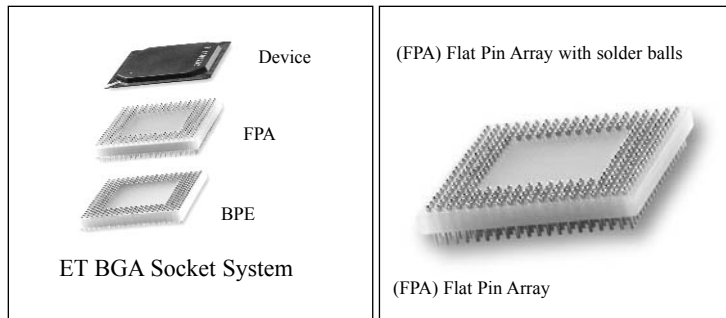 Device
FPA
BPE
ET BGA Socket System
(FPA) Flat Pin Array with solder balls
(FPA) Flat Pin Array